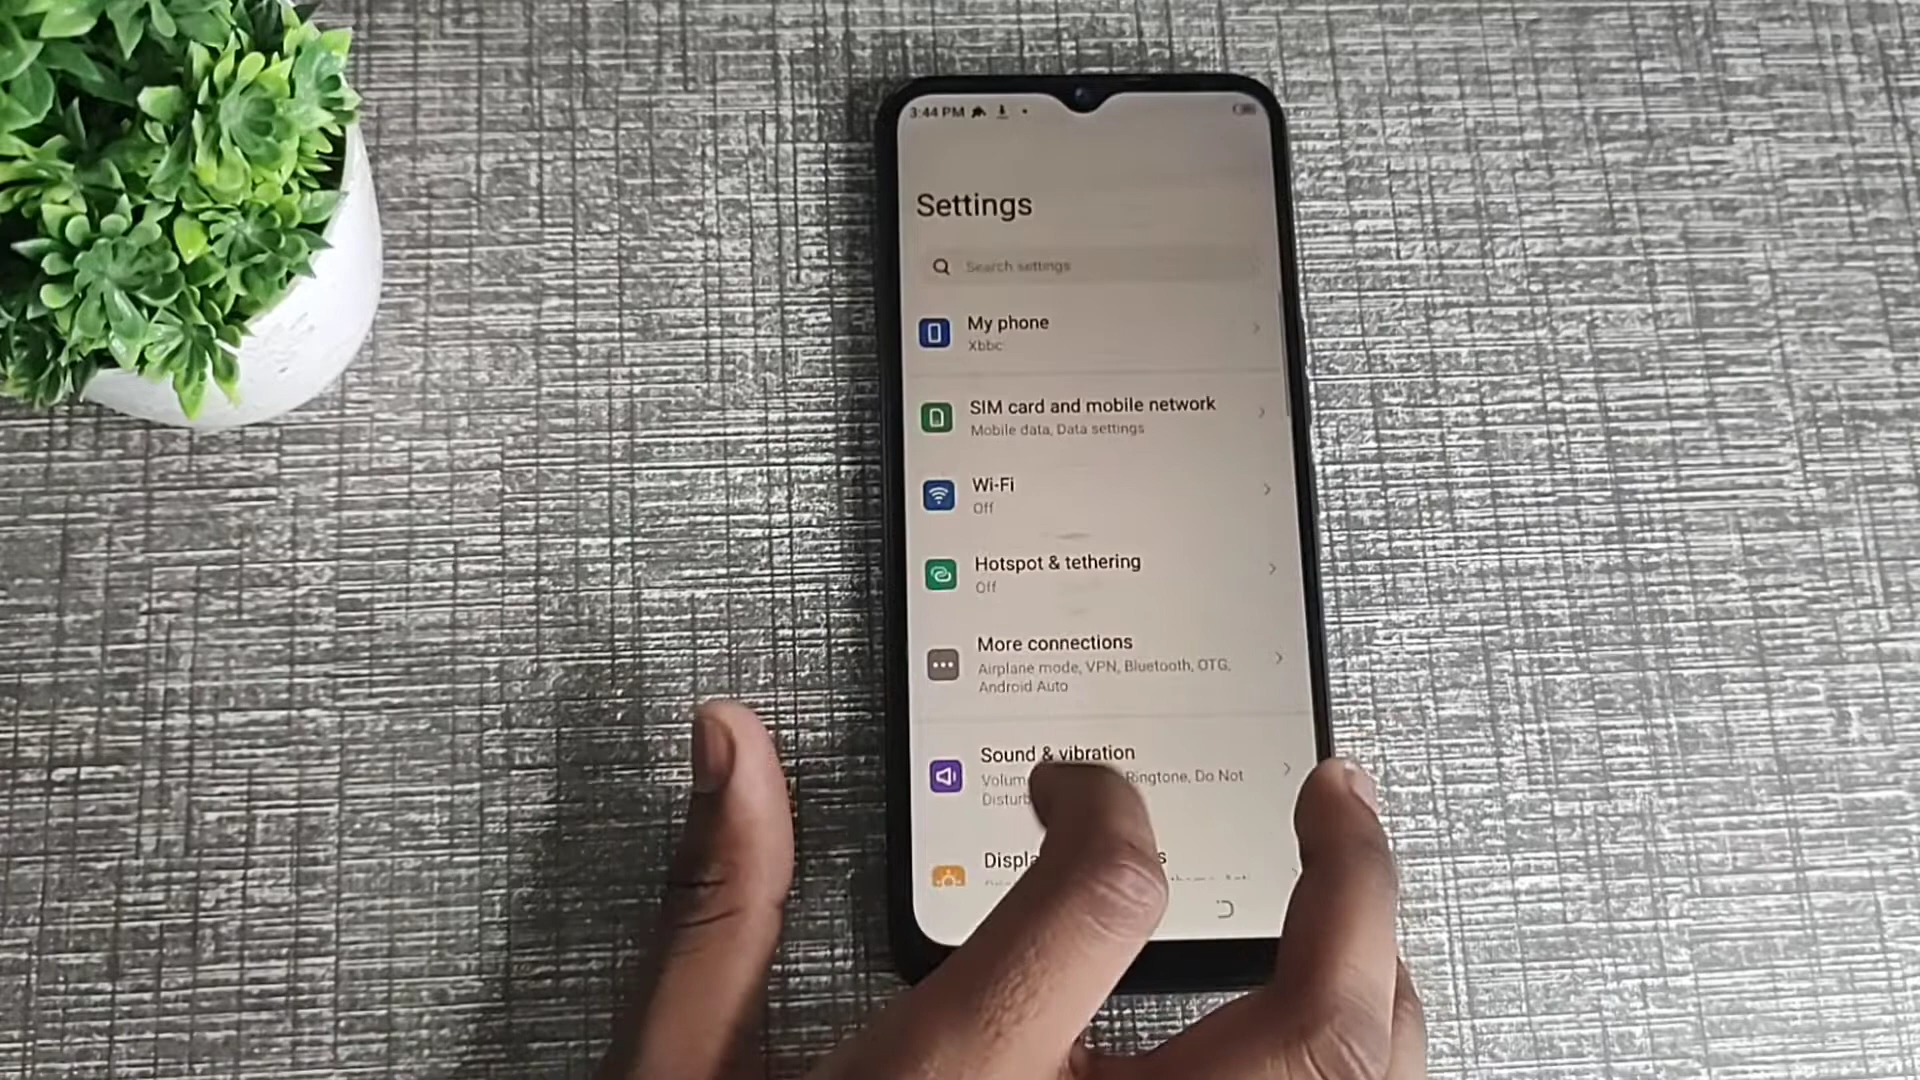 3:44 PM
Settings
Search settings
My phone
Xbbc
SIM card and mobile network
Mobile data, Data settings
Wi-Fi
Off
Hotspot & tethering
Off
More connections
Airplane mode, VPN, Bluetooth, OTG,
Android Auto
Sound & vibration
Ringtone, Do Not